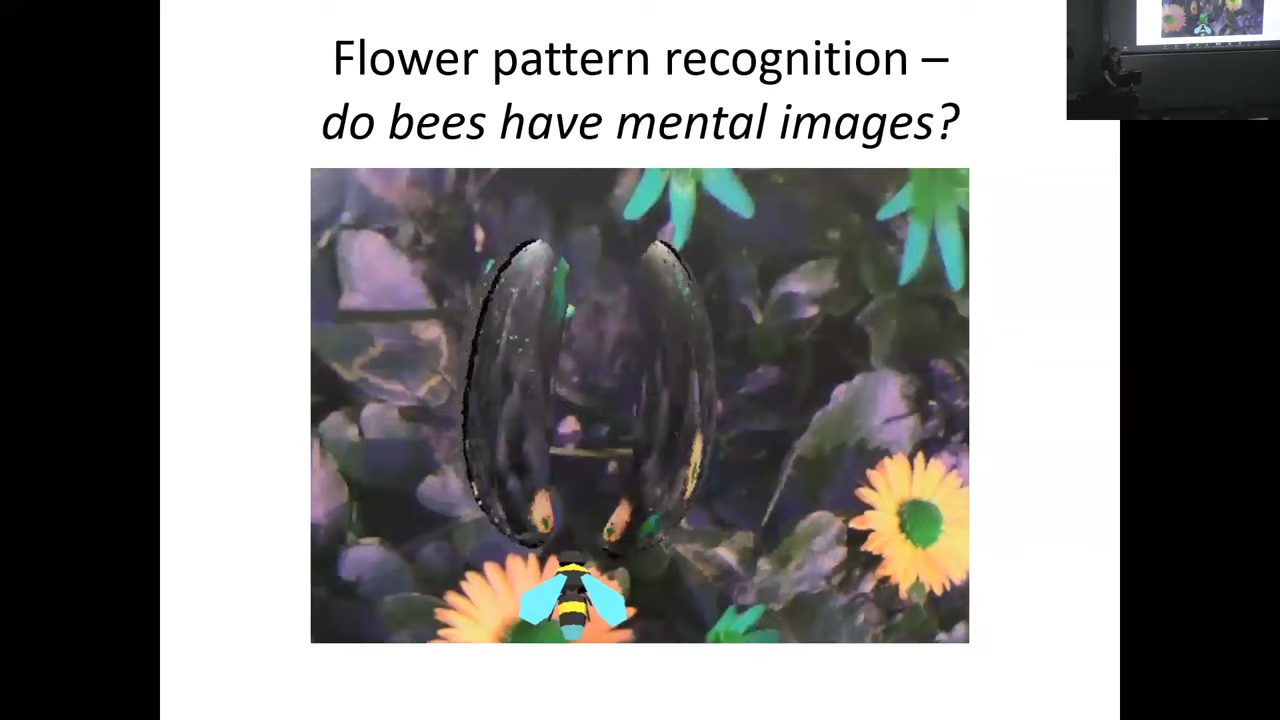 Flower pattern recognition –
do bees have mental images?